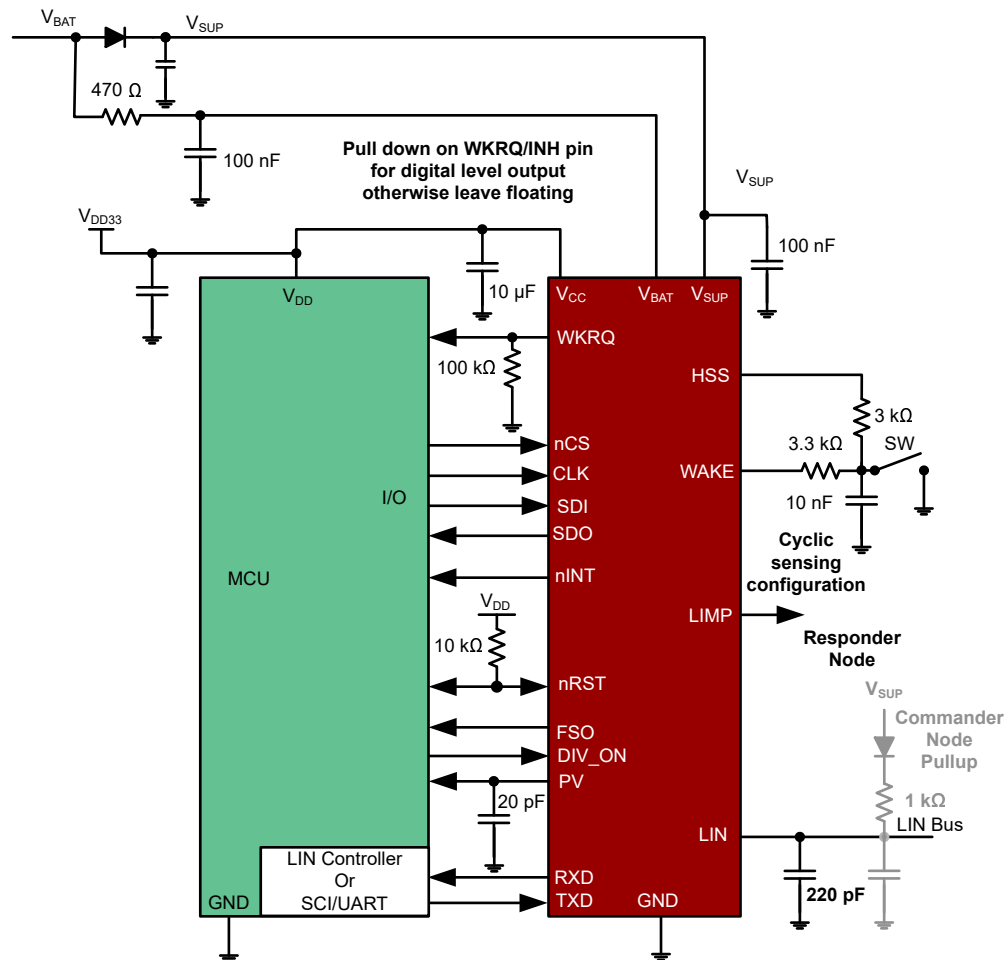 VBAT
VSUP
470 Ω
100 nF
Pull down on WKRQ/INH pin
for digital level output
otherwise leave floating
VSUP
100 nF
VDD33
10 µF
VDD
VCC
VBAT
VSUP
WKRQ
100 kΩ
HSS
3 kΩ
3.3 kΩ
SW
nCS
WAKE
CLK
10 nF
I/O
SDI
SDO
Cyclic
sensing
configuration
MCU
nINT
VDD
LIMP
10 kΩ
Responder
Node
nRST
VSUP
Commander
Node
Pullup
FSO
DIV_ON
PV
20 pF
1 kΩ
LIN
LIN Bus
LIN Controller
Or
SCI/UART
RXD
TXD
220 pF
GND
GND